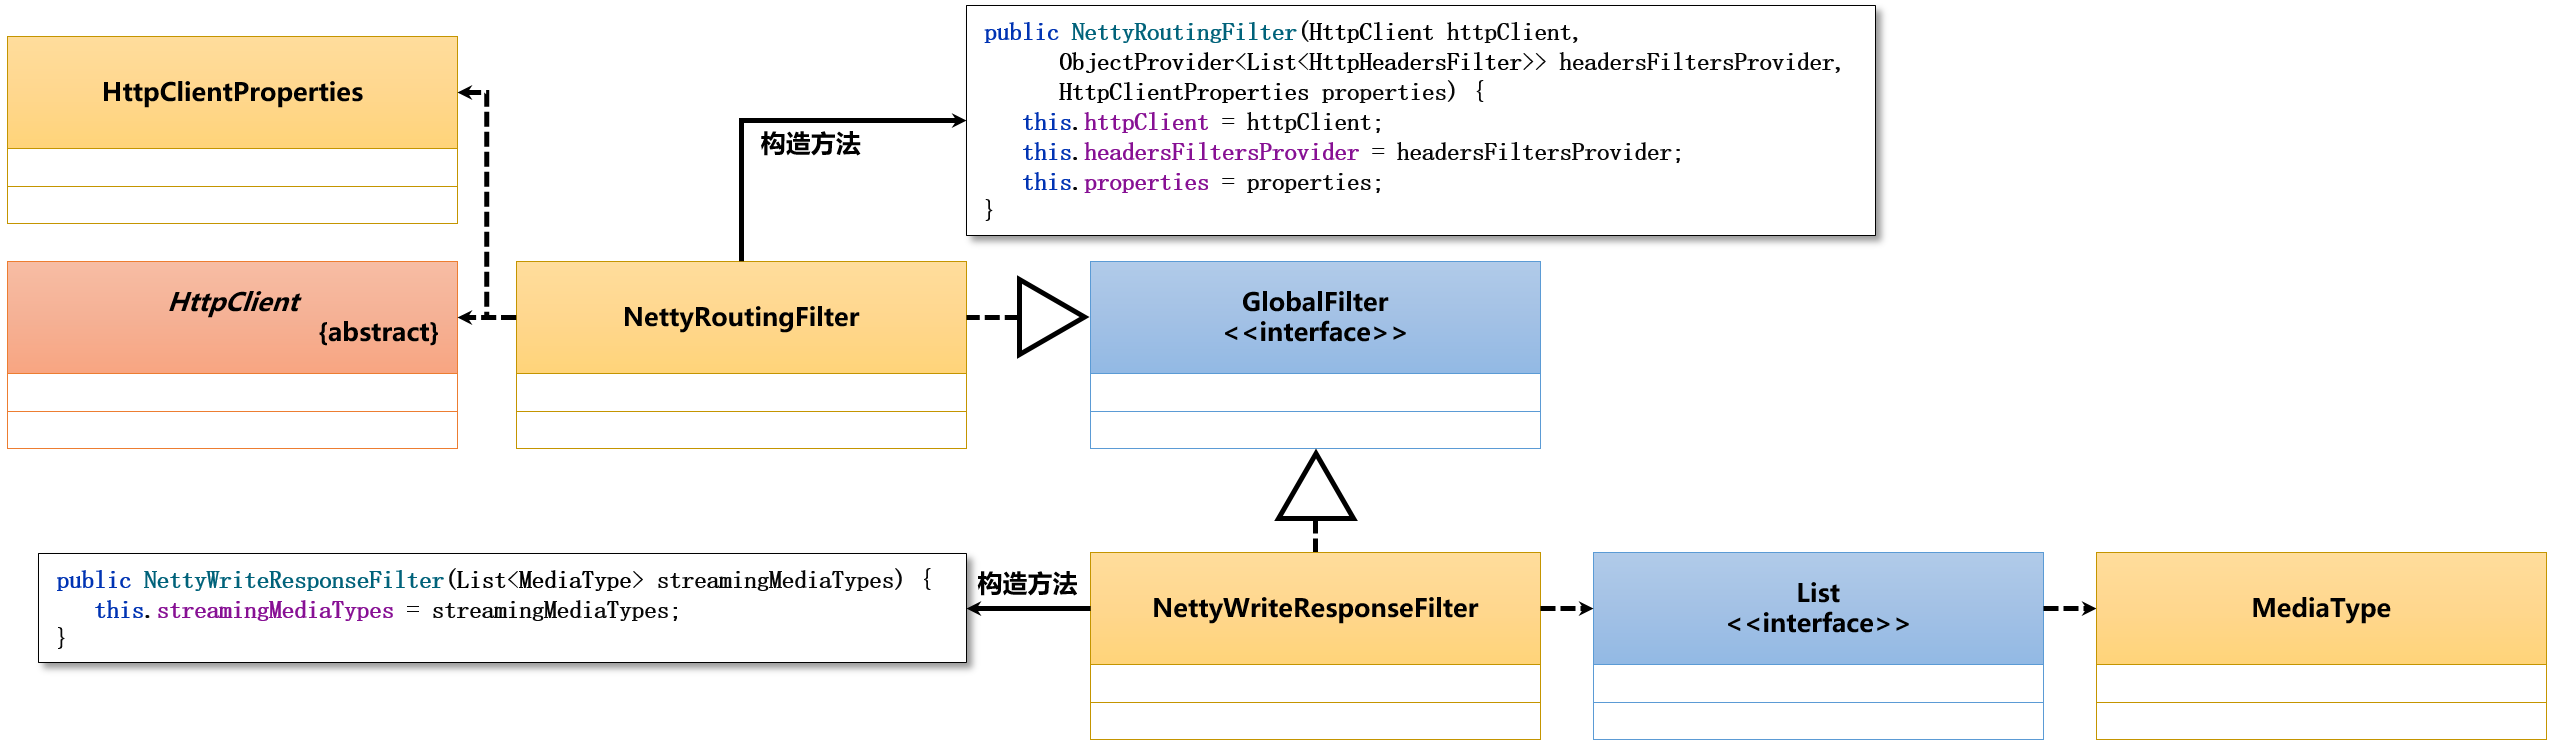 public NettyRoutingFilter(HttpClient httpClient,
      ObjectProvider<List<HttpHeadersFilter>> headersFiltersProvider,
      HttpClientProperties properties) {
   this.httpClient = httpClient;
   this.headersFiltersProvider = headersFiltersProvider;
   this.properties = properties;
}
HttpClientProperties
构造方法
HttpClient
{abstract}
NettyRoutingFilter
GlobalFilter
<<interface>>
public NettyWriteResponseFilter(List<MediaType> streamingMediaTypes) {
   this.streamingMediaTypes = streamingMediaTypes;
}
构造方法
NettyWriteResponseFilter
List
<<interface>>
MediaType